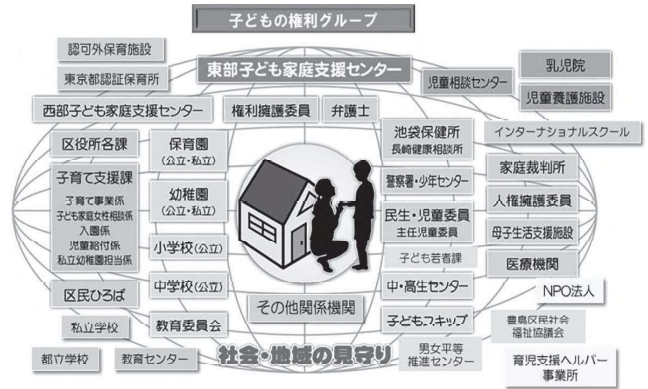 子どもの権利グループ
認可外保育施設
東京都認証保育所
東部子ども家庭支援センター
児童相談センター
乳児院
児童養護施設
西部子ども家庭支援センター
権利擁護委員
弁護士
池袋保健所
長崎健康相談所
インターナショナルスクール
区役所各課
保育園
(公立・私立)
家庭裁判所
子育て支援課
子育て事業係
子ども家庭女性相談係
入園係
児童給付係
私立幼稚園担当係
幼稚園
(公立・私立)
警察署・少年センター
人権擁護委員
民生・児童委員
主任児童委員
母子生活支援施設
小学校(公立)
子ども若者課
医療機関
区民ひろば
中学校(公立)
その他関係機関
中・高生センター
NPO法人
私立学校
教育委員会
子どもスキップ
豊島区民社会
福祉協議会
都立学校
教育センター
社会・地域の見守り
男女平等
推進センター
育児支援ヘルパー
事業所